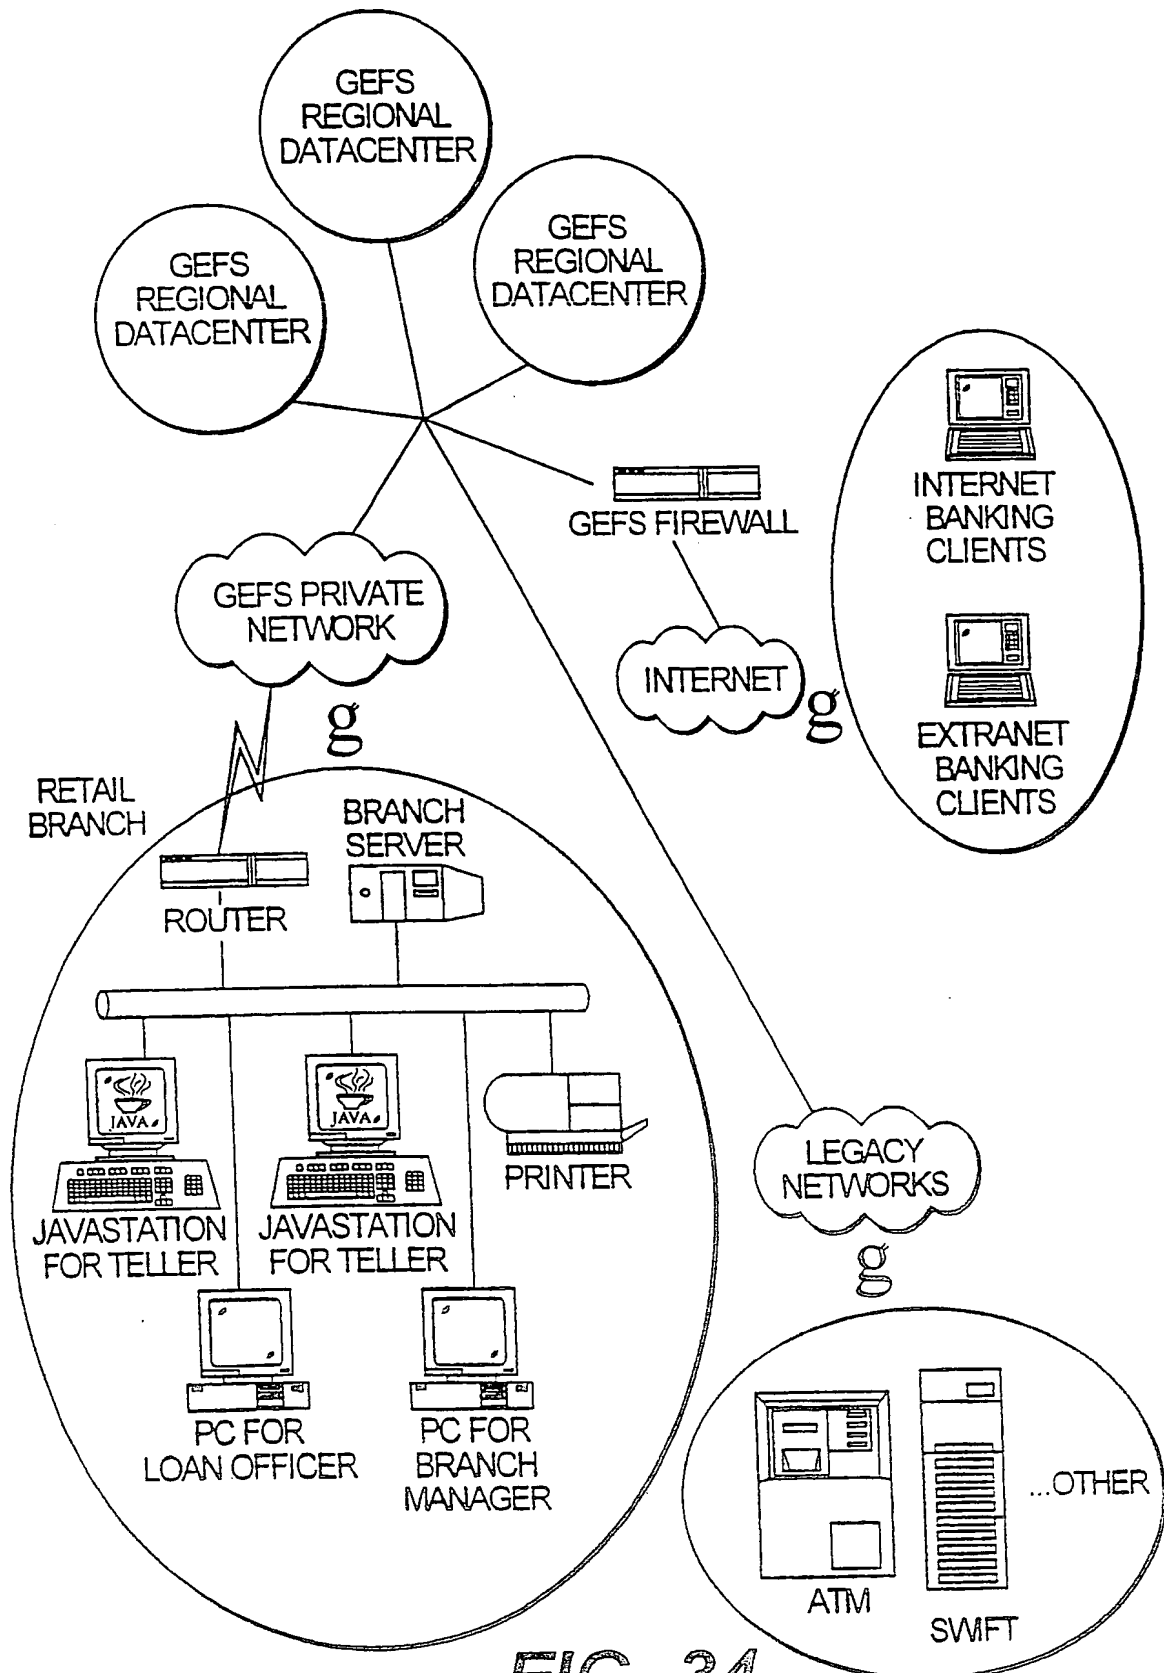 GEFS
REGIONAL
DATACENTER
GEFS
REGIONAL
DATACENTER
GEFS
REGIONAL
DATACENTER
INTERNET
BANKING
CLIENTS
GEFS FIREWALL
GEFS PRIVATE
NETWORK
INTERNET
g
g
EXTRANET
BANKING
CLIENTS
RETAIL
BRANCH
BRANCH
SERVER
ROUTER
JAVA
JAVA
PRINTER
JAVASTATION
FOR TELLER
JAVASTATION
FOR TELLER
LEGACY
NETWORKS
g
PC FOR
LOAN OFFICER
PC FOR
BRANCH
MANAGER
...OTHER
ATM
SWIFT
FIG. 34